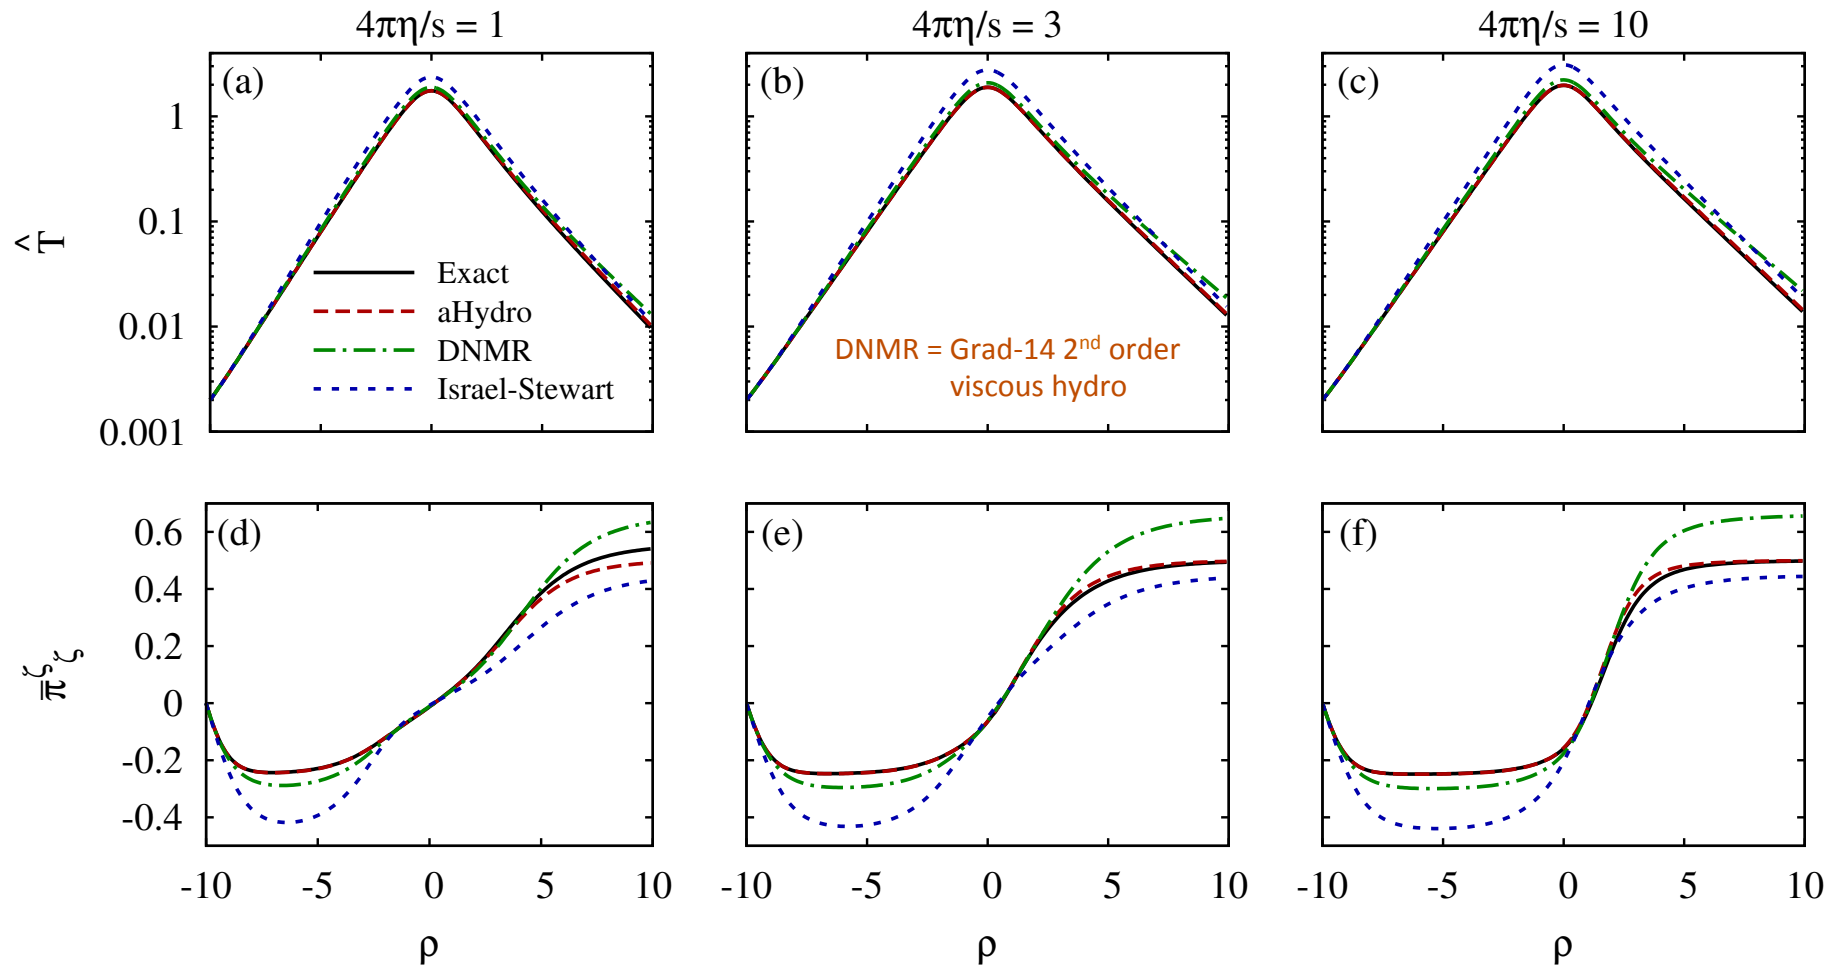 4πη/s = 1
4πη/s = 3
4πη/s = 10
(a)
(b)
(c)
1
0.1
0.01
0.001
T̂
Exact
aHydro
DNMR
Israel-Stewart
DNMR = Grad-14 2nd order
viscous hydro
(d)
(e)
(f)
0.6
0.4
0.2
0
-0.2
-0.4
π̄^ζ_ζ
-10 -5 0 5 10
-10 -5 0 5 10
-10 -5 0 5 10
ρ
ρ
ρ